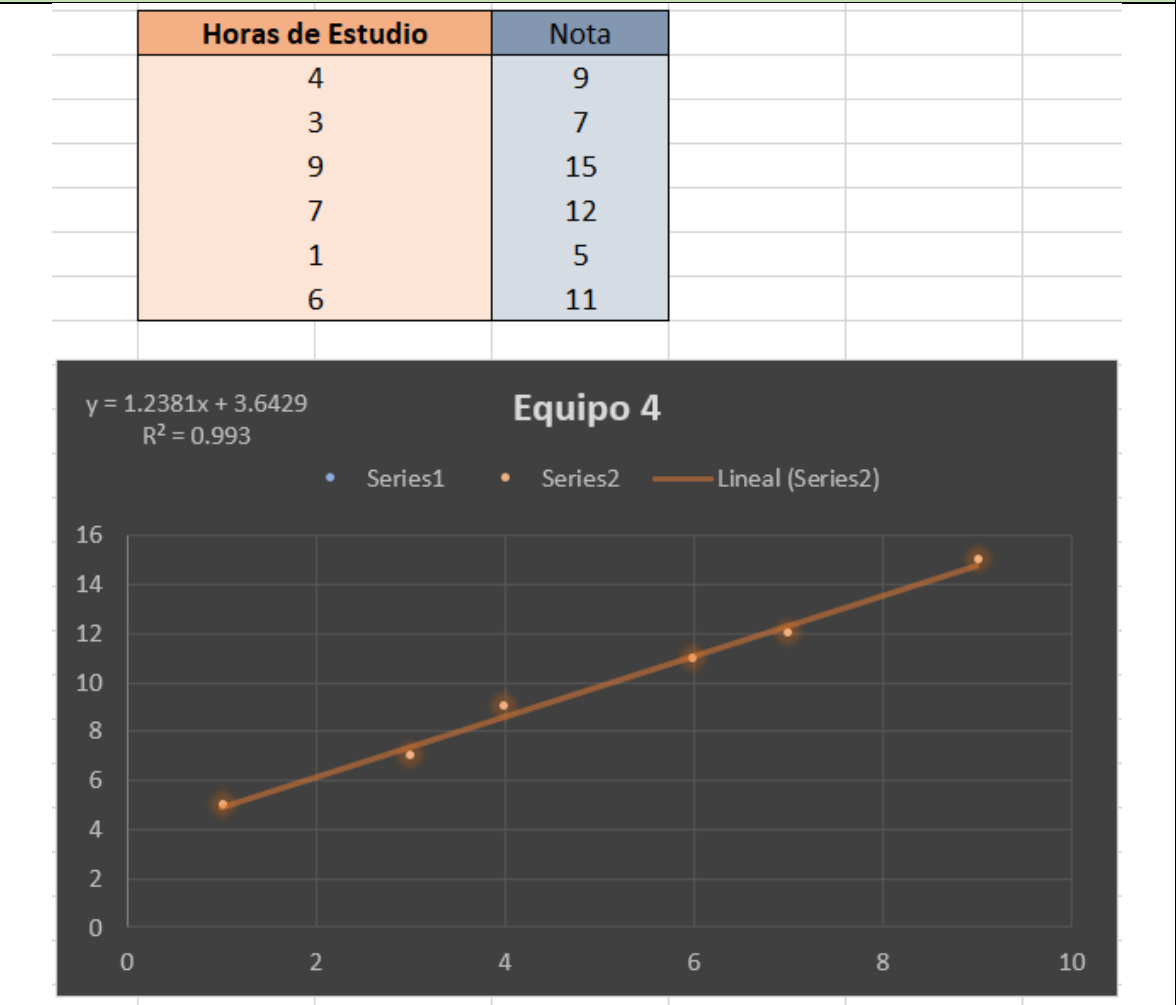 Horas de Estudio Nota
4 9
3 7
9 15
7 12
1 5
6 11
y = 1.2381x + 3.6429
R² = 0.993
Equipo 4
Series1 Series2 Lineal (Series2)
16
14
12
10
8
6
4
2
0
0 2 4 6 8 10